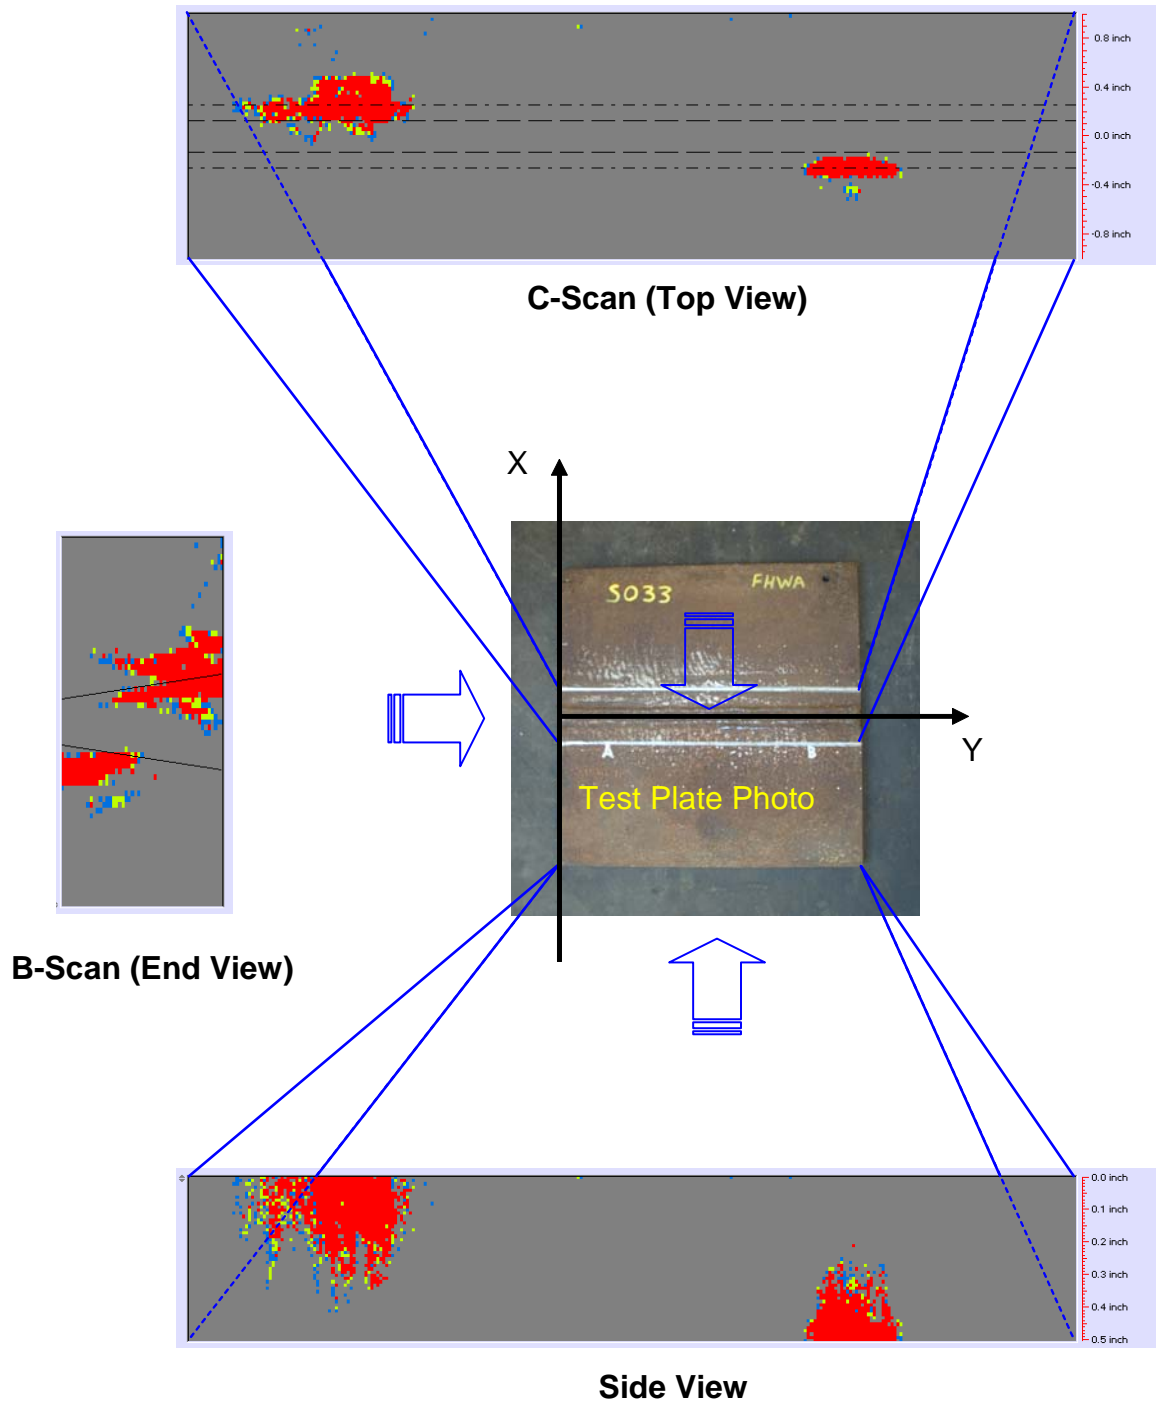 0.8 inch
0.4 inch
0.0 inch
-0.4 inch
-0.8 inch
C-Scan (Top View)
X
S033
FHWA
Y
A
B
Test Plate Photo
B-Scan (End View)
0.0 inch
0.1 inch
0.2 inch
0.3 inch
0.4 inch
0.5 inch
Side View